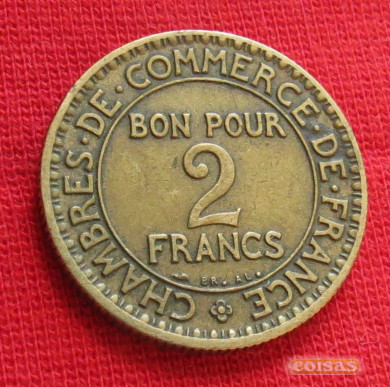 CHAMBRES·DE·COMMERCE·DE·FRANCE
BON POUR
2
FRANCS
coisas